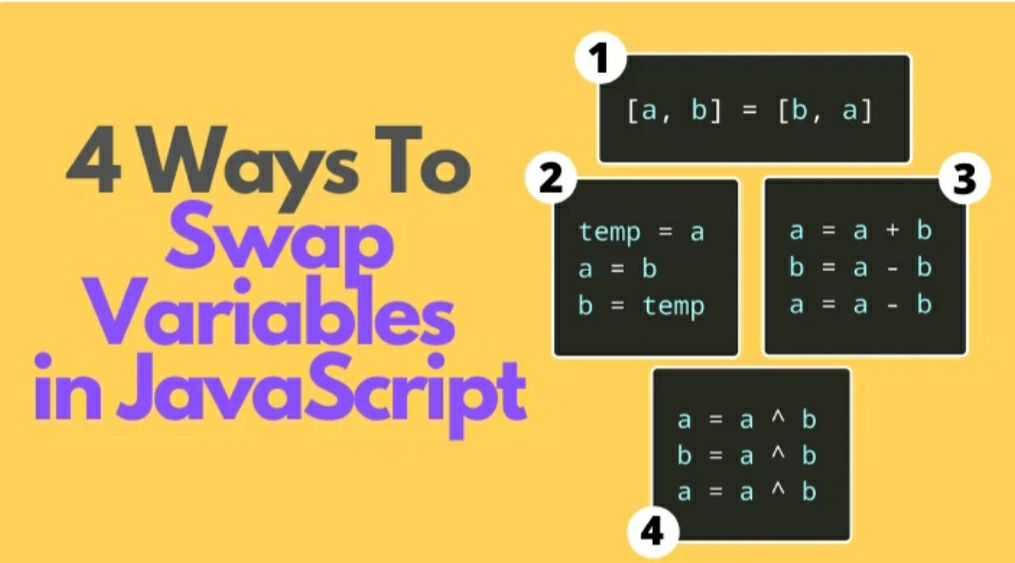 4 Ways To
Swap
Variables
in JavaScript
1
[a, b] = [b, a]
2
temp = a
a = b
b = temp
3
a = a + b
b = a - b
a = a - b
4
a = a ^ b
b = a ^ b
a = a ^ b